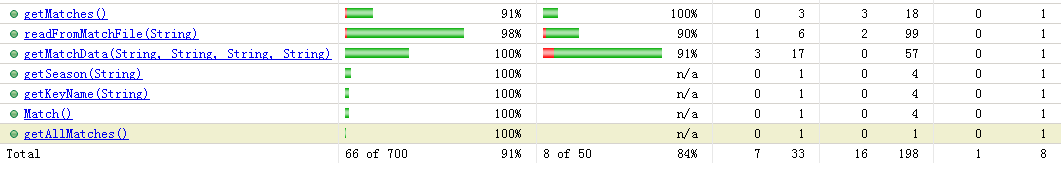 getMatches() 91% 100% 0 3 3 18 0 1
readFromMatchFile(String) 98% 90% 1 6 2 99 0 1
getMatchData(String, String, String, String) 100% 91% 3 17 0 57 0 1
getSeason(String) 100% n/a 0 1 0 4 0 1
getKeyName(String) 100% n/a 0 1 0 4 0 1
Match() 100% n/a 0 1 0 4 0 1
getAllMatches() 100% n/a 0 1 0 1 0 1
Total 66 of 700 91% 8 of 50 84% 7 33 16 198 1 8